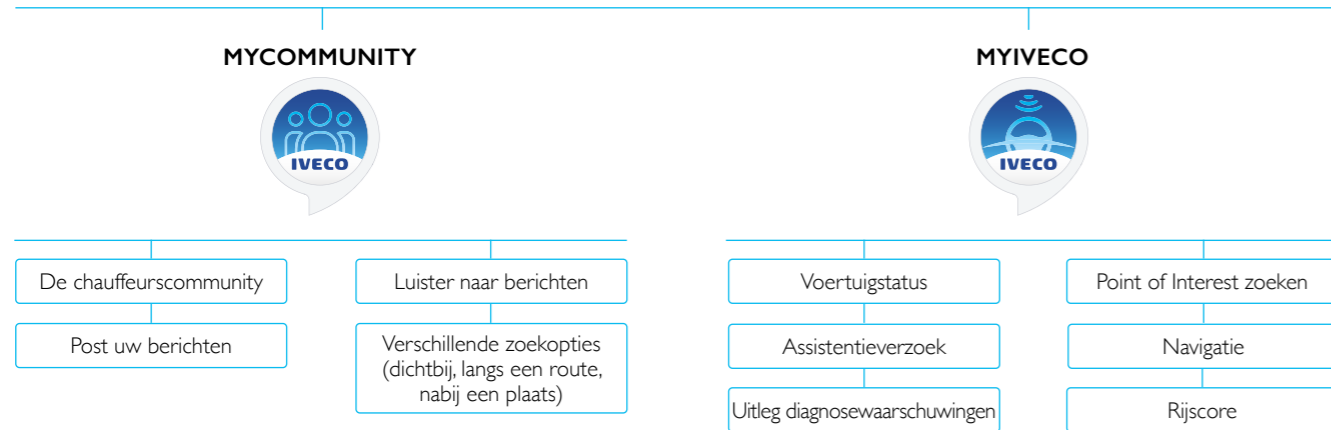 MYCOMMUNITY
IVECO
De chauffeurscommunity
Post uw berichten
Luister naar berichten
Verschillende zoekopties
(dichtbij, langs een route,
nabij een plaats)
MYIVECO
IVECO
Voertuigstatus
Assistentieverzoek
Uitleg diagnosewaarschuwingen
Point of Interest zoeken
Navigatie
Rijscore